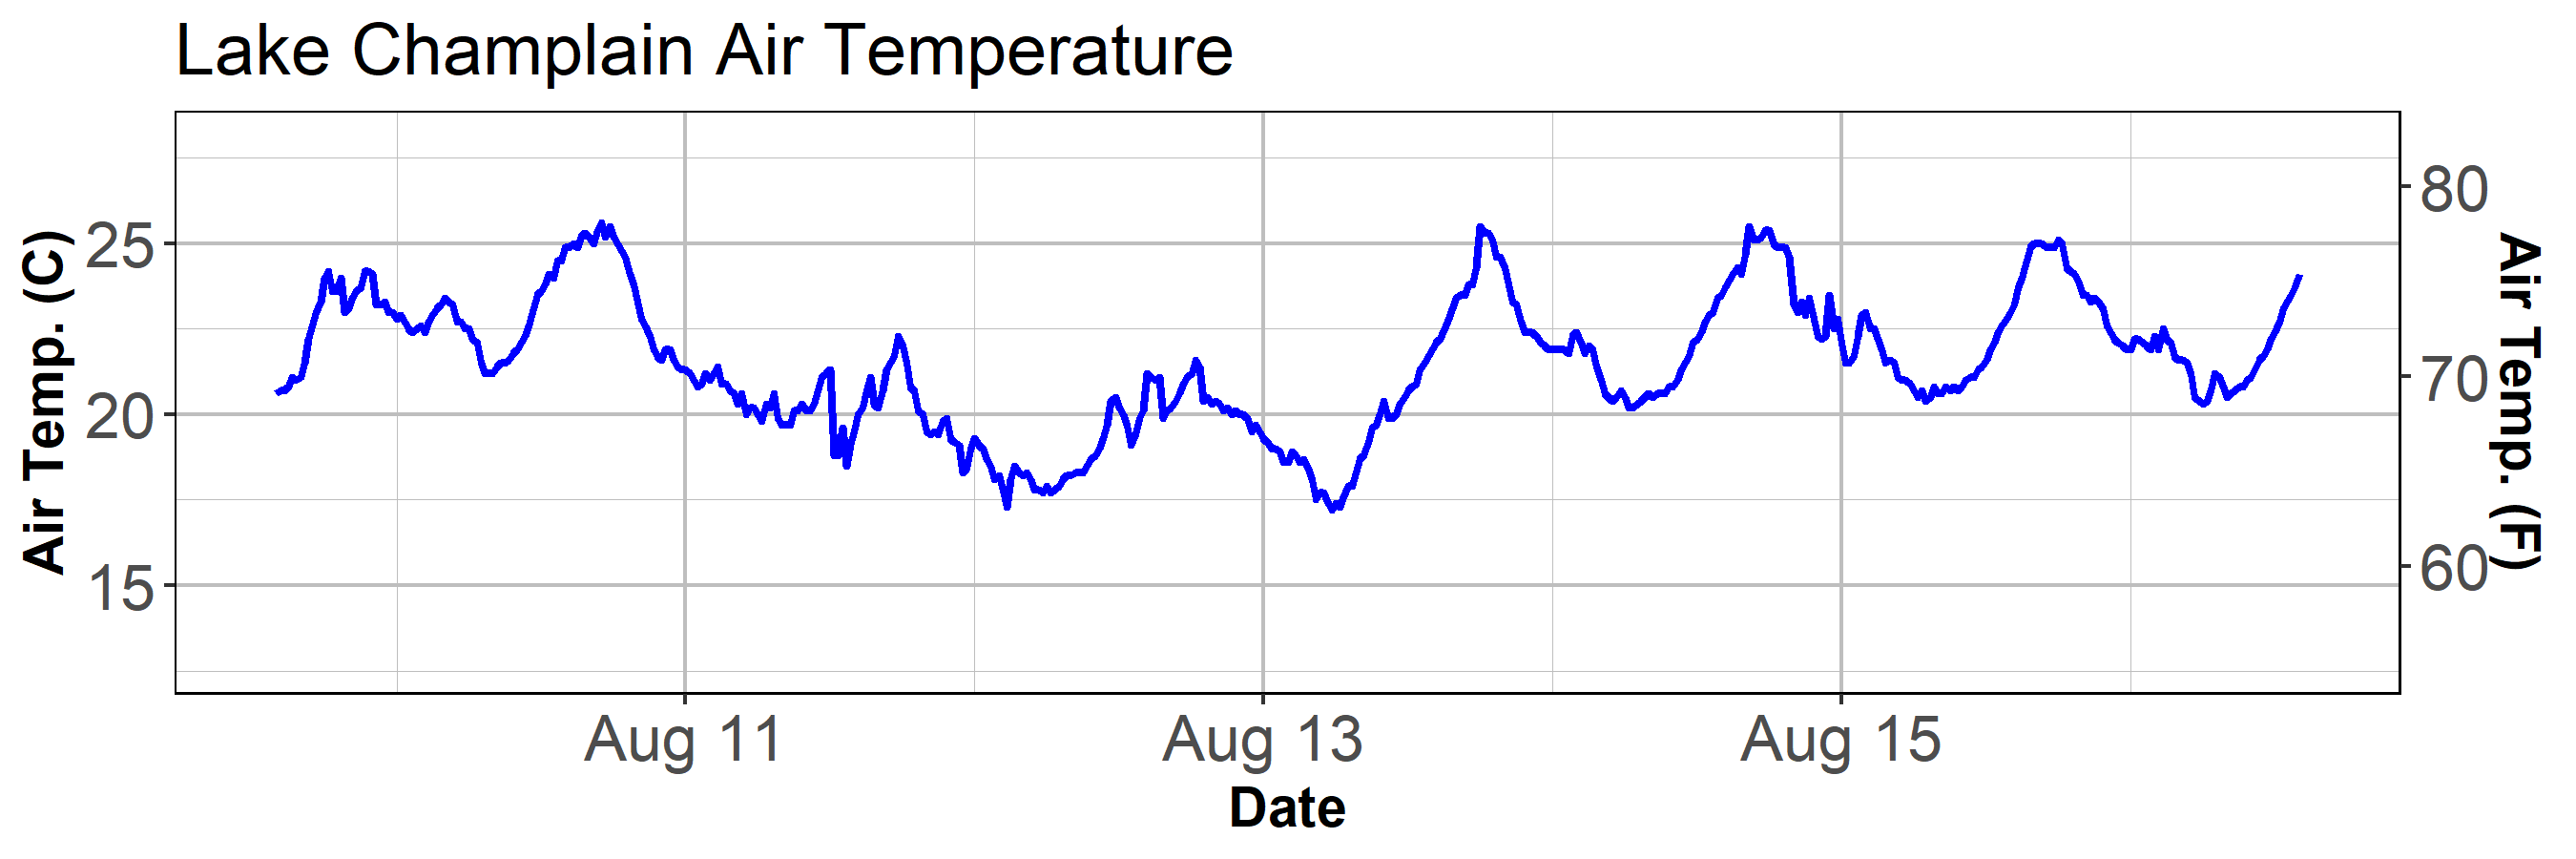 Lake Champlain Air Temperature
Air Temp. (C)
25
20
15
80
70
60
Air Temp. (F)
Aug 11
Aug 13
Aug 15
Date